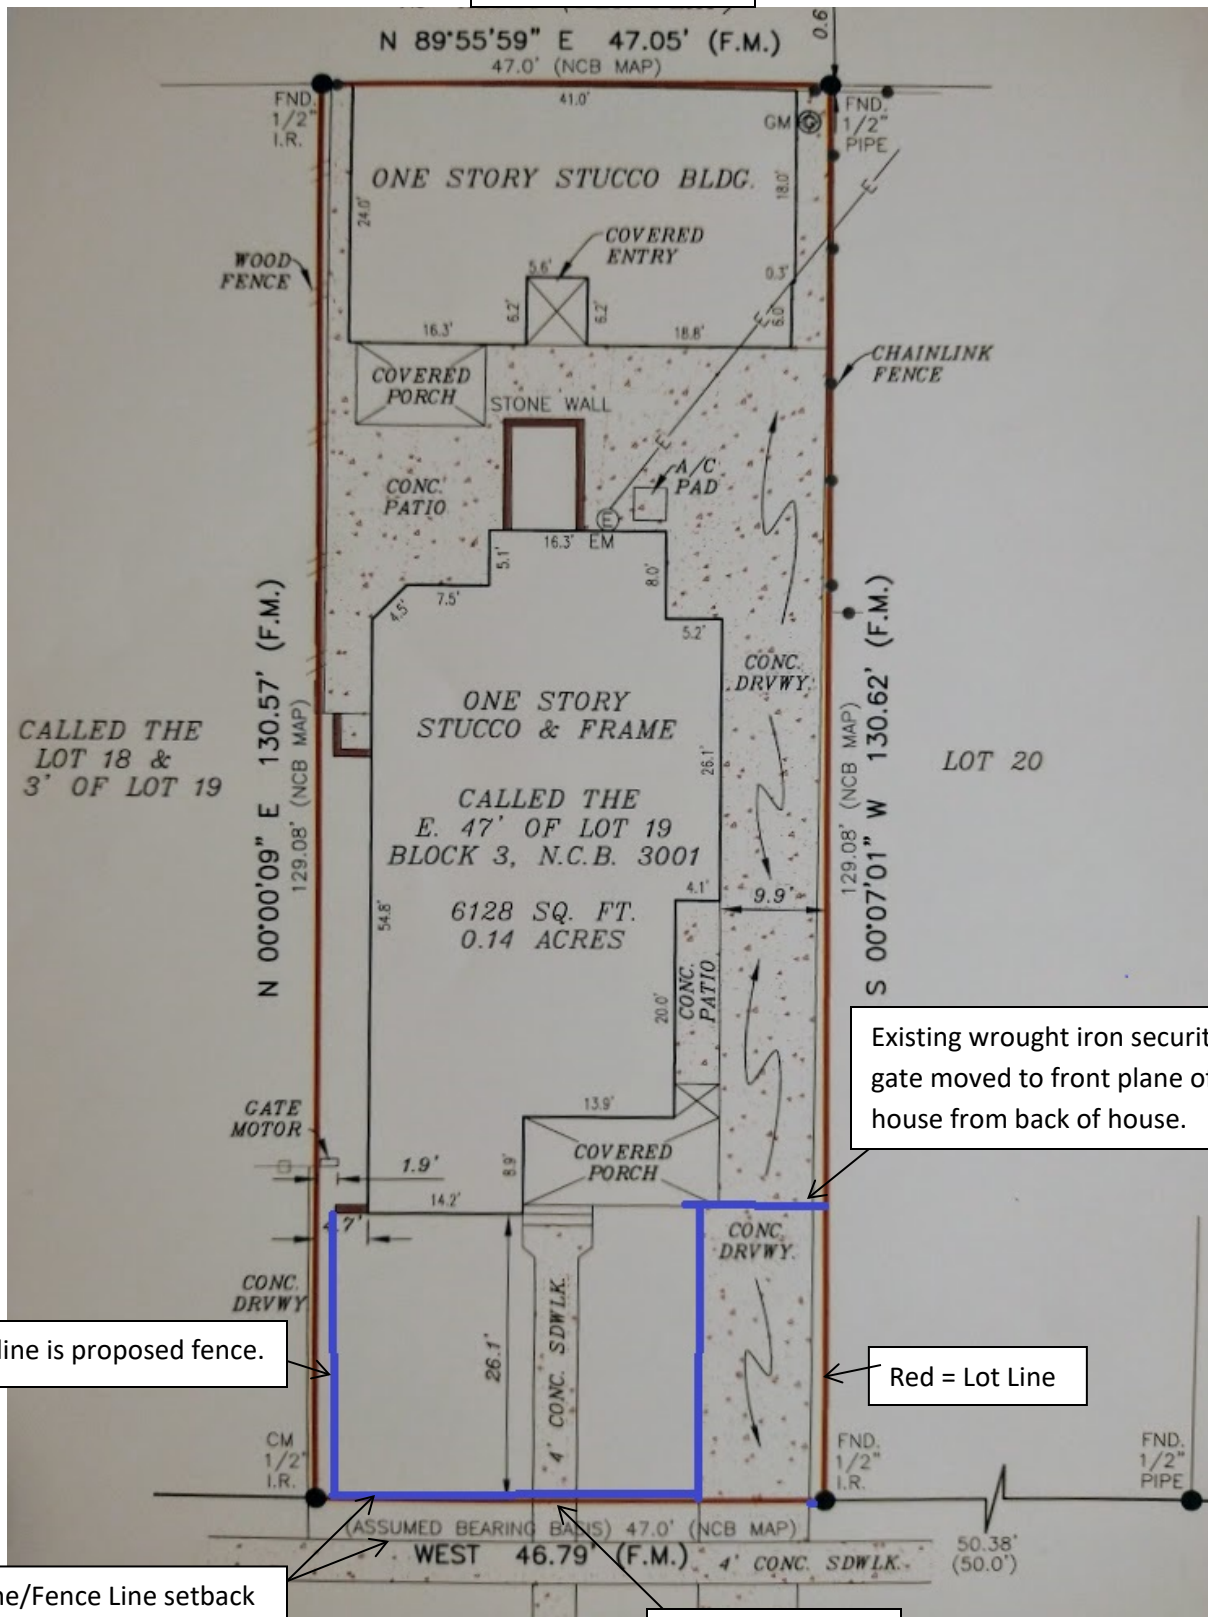 N 89°55'59" E 47.05' (F.M.)
47.0' (NCB MAP)
0.6
41.0'
FND.
1/2"
I.R.
GM
G
FND.
1/2"
PIPE
ONE STORY STUCCO BLDG.
24.0'
18.0'
E
COVERED
ENTRY
WOOD
FENCE
5.6'
0.3'
6.2'
6.2'
E
6.0'
16.3'
18.8'
CHAINLINK
FENCE
COVERED
PORCH
STONE WALL
E
A/C
PAD
CONC.
PATIO
E
16.3'
EM
5.1'
8.0'
7.5'
4.5'
5.2'
N 00°00'09" E 130.57' (F.M.)
129.08' (NCB MAP)
S 00°07'01" W 130.62' (F.M.)
129.08' (NCB MAP)
CONC.
DRVWY.
ONE STORY
STUCCO & FRAME
CALLED THE
LOT 18 &
3' OF LOT 19
LOT 20
26.1'
CALLED THE
E. 47' OF LOT 19
BLOCK 3, N.C.B. 3001
6128 SQ. FT.
0.14 ACRES
54.8'
4.1'
9.9'
CONC.
PATIO
20.0'
Existing wrought iron securit
gate moved to front plane of
house from back of house.
13.9'
GATE
MOTOR
COVERED
PORCH
8.9'
1.9'
14.2'
4.7'
CONC.
DRVWY.
CONC.
DRVWY
line is proposed fence.
26.1'
4' CONC. SDWLK.
Red = Lot Line
CM
1/2"
I.R.
FND.
1/2"
I.R.
FND.
1/2"
PIPE
(ASSUMED BEARING BASIS) 47.0' (NCB MAP)
WEST 46.79' (F.M.)
4' CONC. SDWLK.
50.38'
(50.0')
ne/Fence Line setback